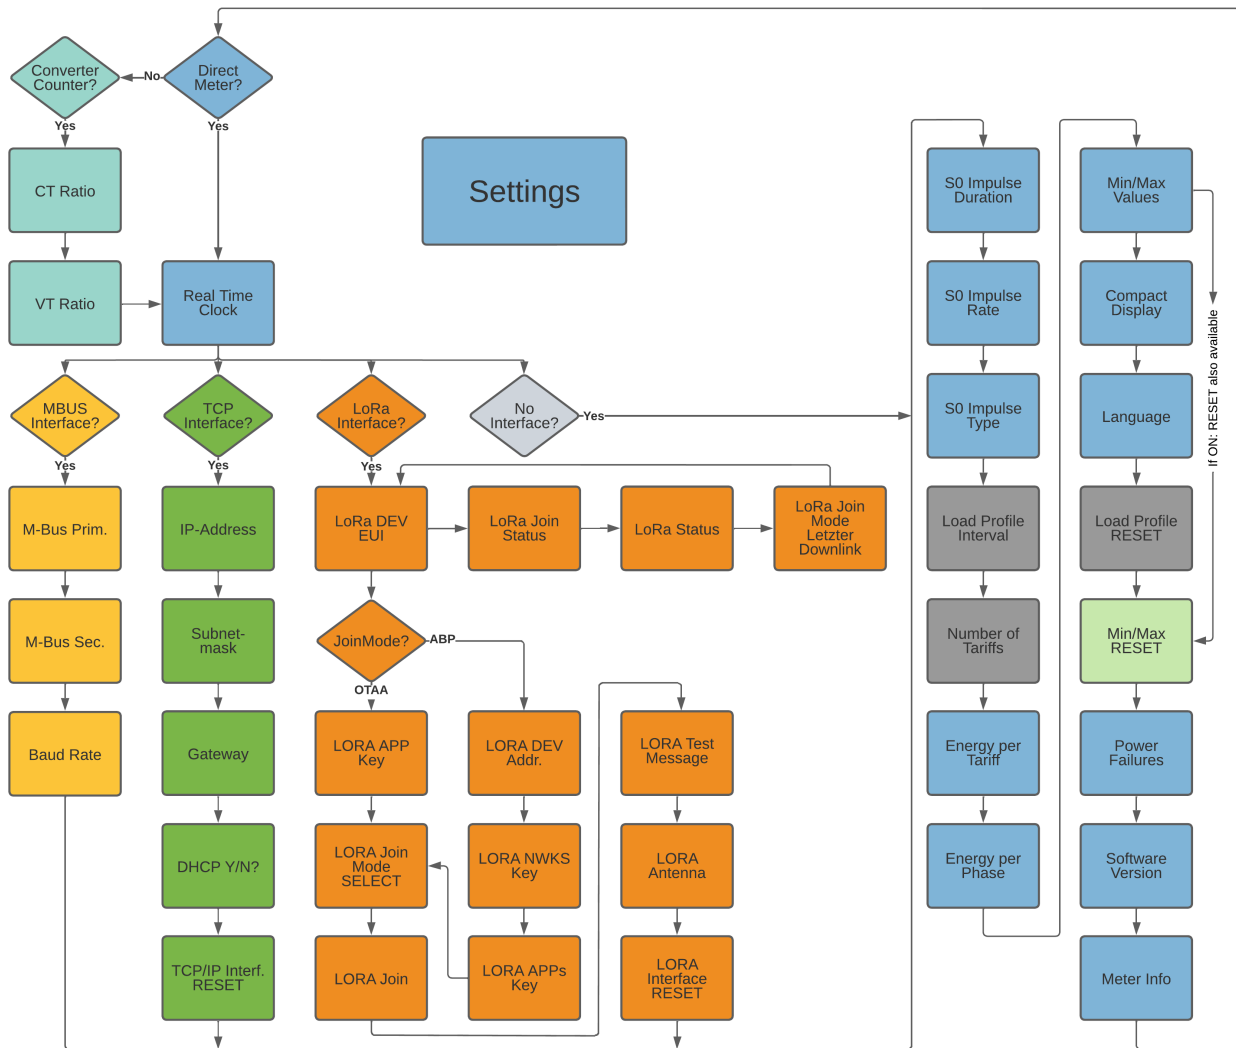 Converter
Counter?
No
Direct
Meter?
Yes
Yes
CT Ratio
VT Ratio
Real Time
Clock
Settings
MBUS
Interface?
TCP
Interface?
LoRa
Interface?
No
Interface?
Yes
Yes
Yes
Yes
M-Bus Prim.
M-Bus Sec.
Baud Rate
IP-Address
Subnet-
mask
Gateway
DHCP Y/N?
TCP/IP Interf.
RESET
LoRa DEV
EUI
LoRa Join
Status
LoRa Status
LoRa Join
Mode
Letzter
Downlink
JoinMode?
ABP
OTAA
LORA APP
Key
LORA Join
Mode
SELECT
LORA Join
LORA DEV
Addr.
LORA NWKS
Key
LORA APPs
Key
LORA Test
Message
LORA
Antenna
LORA
Interface
RESET
S0 Impulse
Duration
S0 Impulse
Rate
S0 Impulse
Type
Load Profile
Interval
Number of
Tariffs
Energy per
Tariff
Energy per
Phase
Min/Max
Values
Compact
Display
Language
Load Profile
RESET
Min/Max
RESET
Power
Failures
Software
Version
Meter Info
If ON: RESET also available